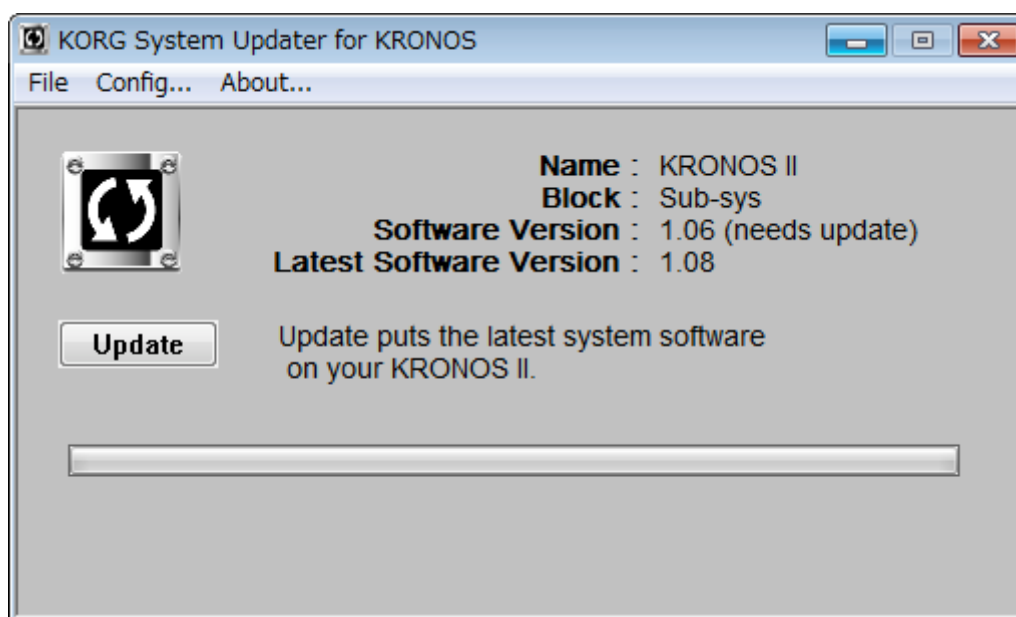 KORG System Updater for KRONOS
File Config... About...
Name : KRONOS II
Block : Sub-sys
Software Version : 1.06 (needs update)
Latest Software Version : 1.08
Update
Update puts the latest system software
on your KRONOS II.